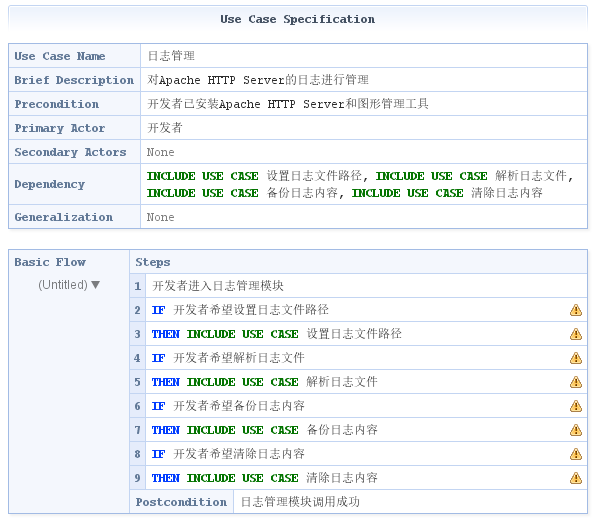 Use Case Specification
Use Case Name 日志管理
Brief Description 对Apache HTTP Server的日志进行管理
Precondition 开发者已安装Apache HTTP Server和图形管理工具
Primary Actor 开发者
Secondary Actors None
Dependency INCLUDE USE CASE 设置日志文件路径, INCLUDE USE CASE 解析日志文件,
INCLUDE USE CASE 备份日志内容, INCLUDE USE CASE 清除日志内容
Generalization None
Basic Flow Steps
(Untitled) ▼
1 开发者进入日志管理模块
2 IF 开发者希望设置日志文件路径
3 THEN INCLUDE USE CASE 设置日志文件路径
4 IF 开发者希望解析日志文件
5 THEN INCLUDE USE CASE 解析日志文件
6 IF 开发者希望备份日志内容
7 THEN INCLUDE USE CASE 备份日志内容
8 IF 开发者希望清除日志内容
9 THEN INCLUDE USE CASE 清除日志内容
Postcondition 日志管理模块调用成功